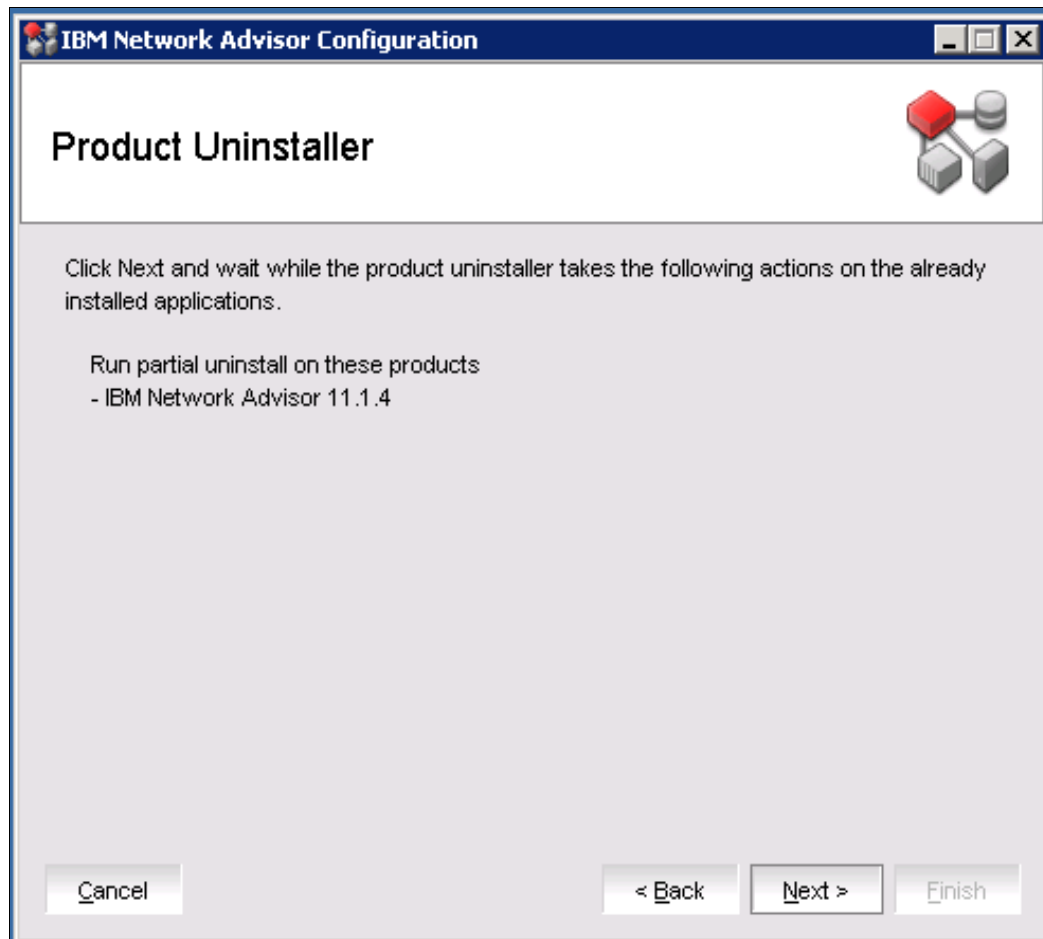 IBM Network Advisor Configuration
Product Uninstaller
Click Next and wait while the product uninstaller takes the following actions on the already
installed applications.
Run partial uninstall on these products
- IBM Network Advisor 11.1.4
Cancel
< Back
Next >
Finish